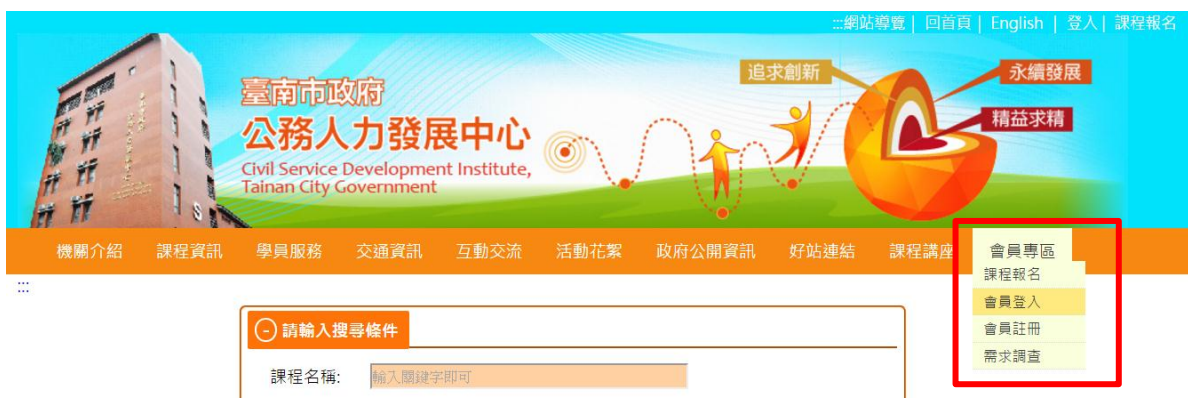 :::網站導覽 | 回首頁 | English | 登入 | 課程報名
追求創新
永續發展
精益求精
臺南市政府
公務人力發展中心
Civil Service Development Institute,
Tainan City Government
機關介紹 課程資訊 學員服務 交通資訊 互動交流 活動花絮 政府公開資訊 好站連結 課程講座 會員專區
課程報名
會員登入
會員註冊
需求調查
:::
請輸入搜尋條件
課程名稱: 輸入關鍵字即可